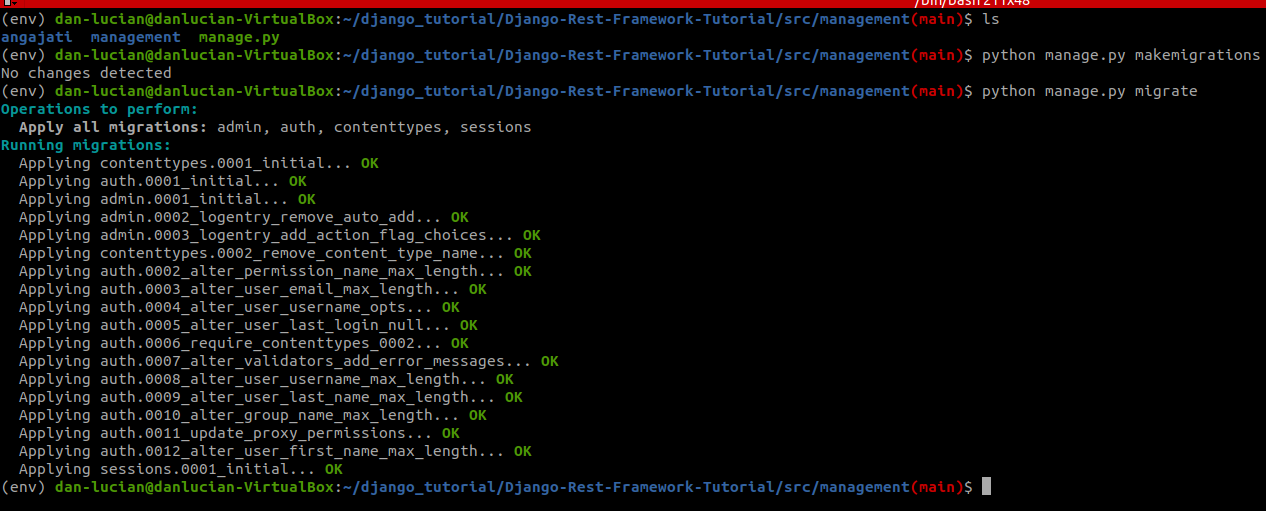 /bin/bash 211x48
(env) dan-lucian@danlucian-VirtualBox:~/django_tutorial/Django-Rest-Framework-Tutorial/src/management(main)$ ls
angajati  management  manage.py
(env) dan-lucian@danlucian-VirtualBox:~/django_tutorial/Django-Rest-Framework-Tutorial/src/management(main)$ python manage.py makemigrations
No changes detected
(env) dan-lucian@danlucian-VirtualBox:~/django_tutorial/Django-Rest-Framework-Tutorial/src/management(main)$ python manage.py migrate
Operations to perform:
  Apply all migrations: admin, auth, contenttypes, sessions
Running migrations:
  Applying contenttypes.0001_initial... OK
  Applying auth.0001_initial... OK
  Applying admin.0001_initial... OK
  Applying admin.0002_logentry_remove_auto_add... OK
  Applying admin.0003_logentry_add_action_flag_choices... OK
  Applying contenttypes.0002_remove_content_type_name... OK
  Applying auth.0002_alter_permission_name_max_length... OK
  Applying auth.0003_alter_user_email_max_length... OK
  Applying auth.0004_alter_user_username_opts... OK
  Applying auth.0005_alter_user_last_login_null... OK
  Applying auth.0006_require_contenttypes_0002... OK
  Applying auth.0007_alter_validators_add_error_messages... OK
  Applying auth.0008_alter_user_username_max_length... OK
  Applying auth.0009_alter_user_last_name_max_length... OK
  Applying auth.0010_alter_group_name_max_length... OK
  Applying auth.0011_update_proxy_permissions... OK
  Applying auth.0012_alter_user_first_name_max_length... OK
  Applying sessions.0001_initial... OK
(env) dan-lucian@danlucian-VirtualBox:~/django_tutorial/Django-Rest-Framework-Tutorial/src/management(main)$